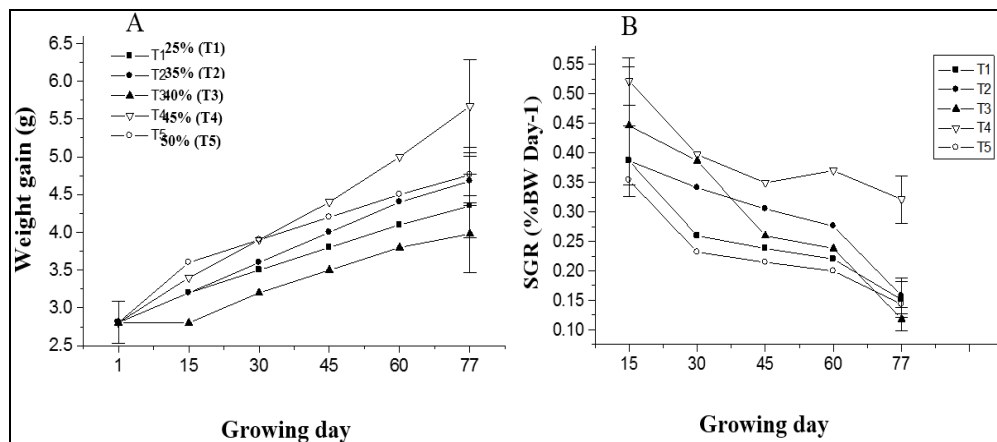 A
Weight gain (g)
6.5
6.0
5.5
5.0
4.5
4.0
3.5
3.0
2.5
T1 25% (T1)
T2 35% (T2)
T3 40% (T3)
T4 45% (T4)
T5 50% (T5)
1 15 30 45 60 77
Growing day
B
SGR (%BW Day-1)
0.55
0.50
0.45
0.40
0.35
0.30
0.25
0.20
0.15
0.10
T1
T2
T3
T4
T5
15 30 45 60 77
Growing day